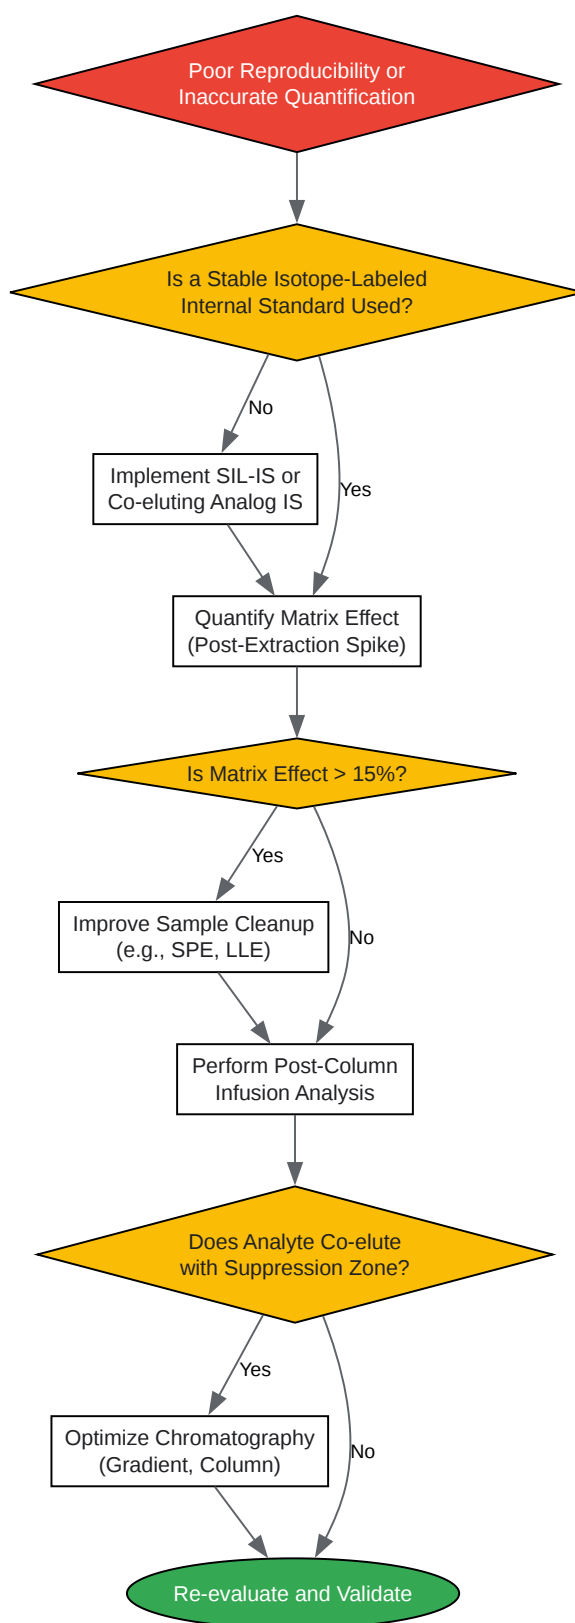 Poor Reproducibility or
Inaccurate Quantification
Is a Stable Isotope-Labeled
Internal Standard Used?
No
Implement SIL-IS or
Co-eluting Analog IS
Yes
Quantify Matrix Effect
(Post-Extraction Spike)
Is Matrix Effect > 15%?
Yes
Improve Sample Cleanup
(e.g., SPE, LLE)
No
Perform Post-Column
Infusion Analysis
Does Analyte Co-elute
with Suppression Zone?
Yes
Optimize Chromatography
(Gradient, Column)
No
Re-evaluate and Validate